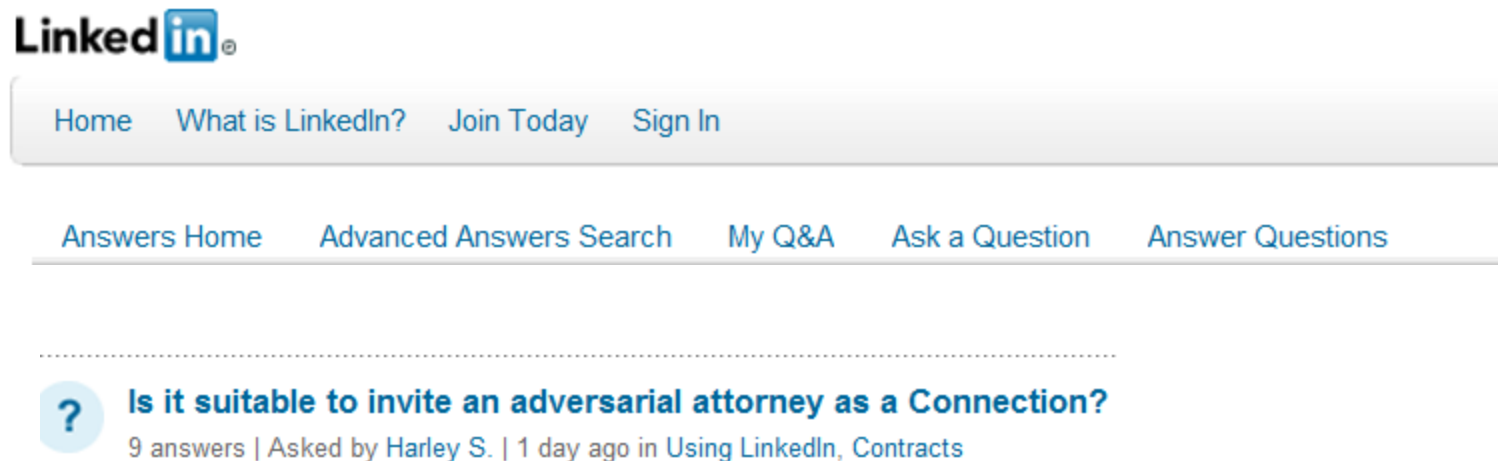 Linked in ®
Home What is LinkedIn? Join Today Sign In
Answers Home Advanced Answers Search My Q&A Ask a Question Answer Questions
? Is it suitable to invite an adversarial attorney as a Connection?
9 answers | Asked by Harley S. | 1 day ago in Using LinkedIn, Contracts